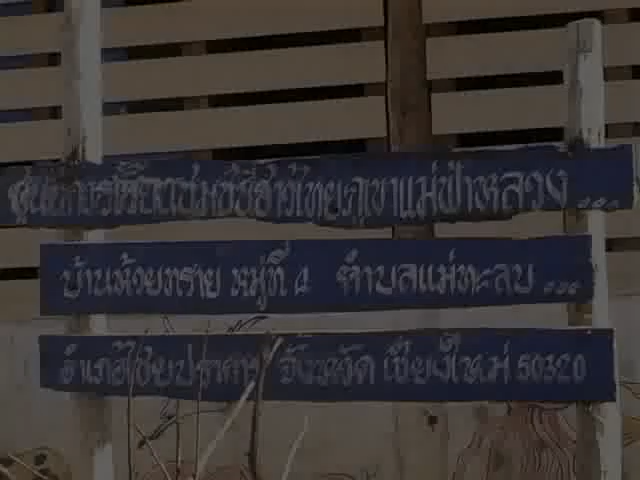 ศูนย์การเรียนชุมชนชาวไทยภูเขาแม่ฟ้าหลวง...
บ้านห้วยทราย หมู่ที่ 4 ตำบลแม่ทะลบ...
อำเภอไชยปราการ จังหวัด เชียงใหม่ 50320